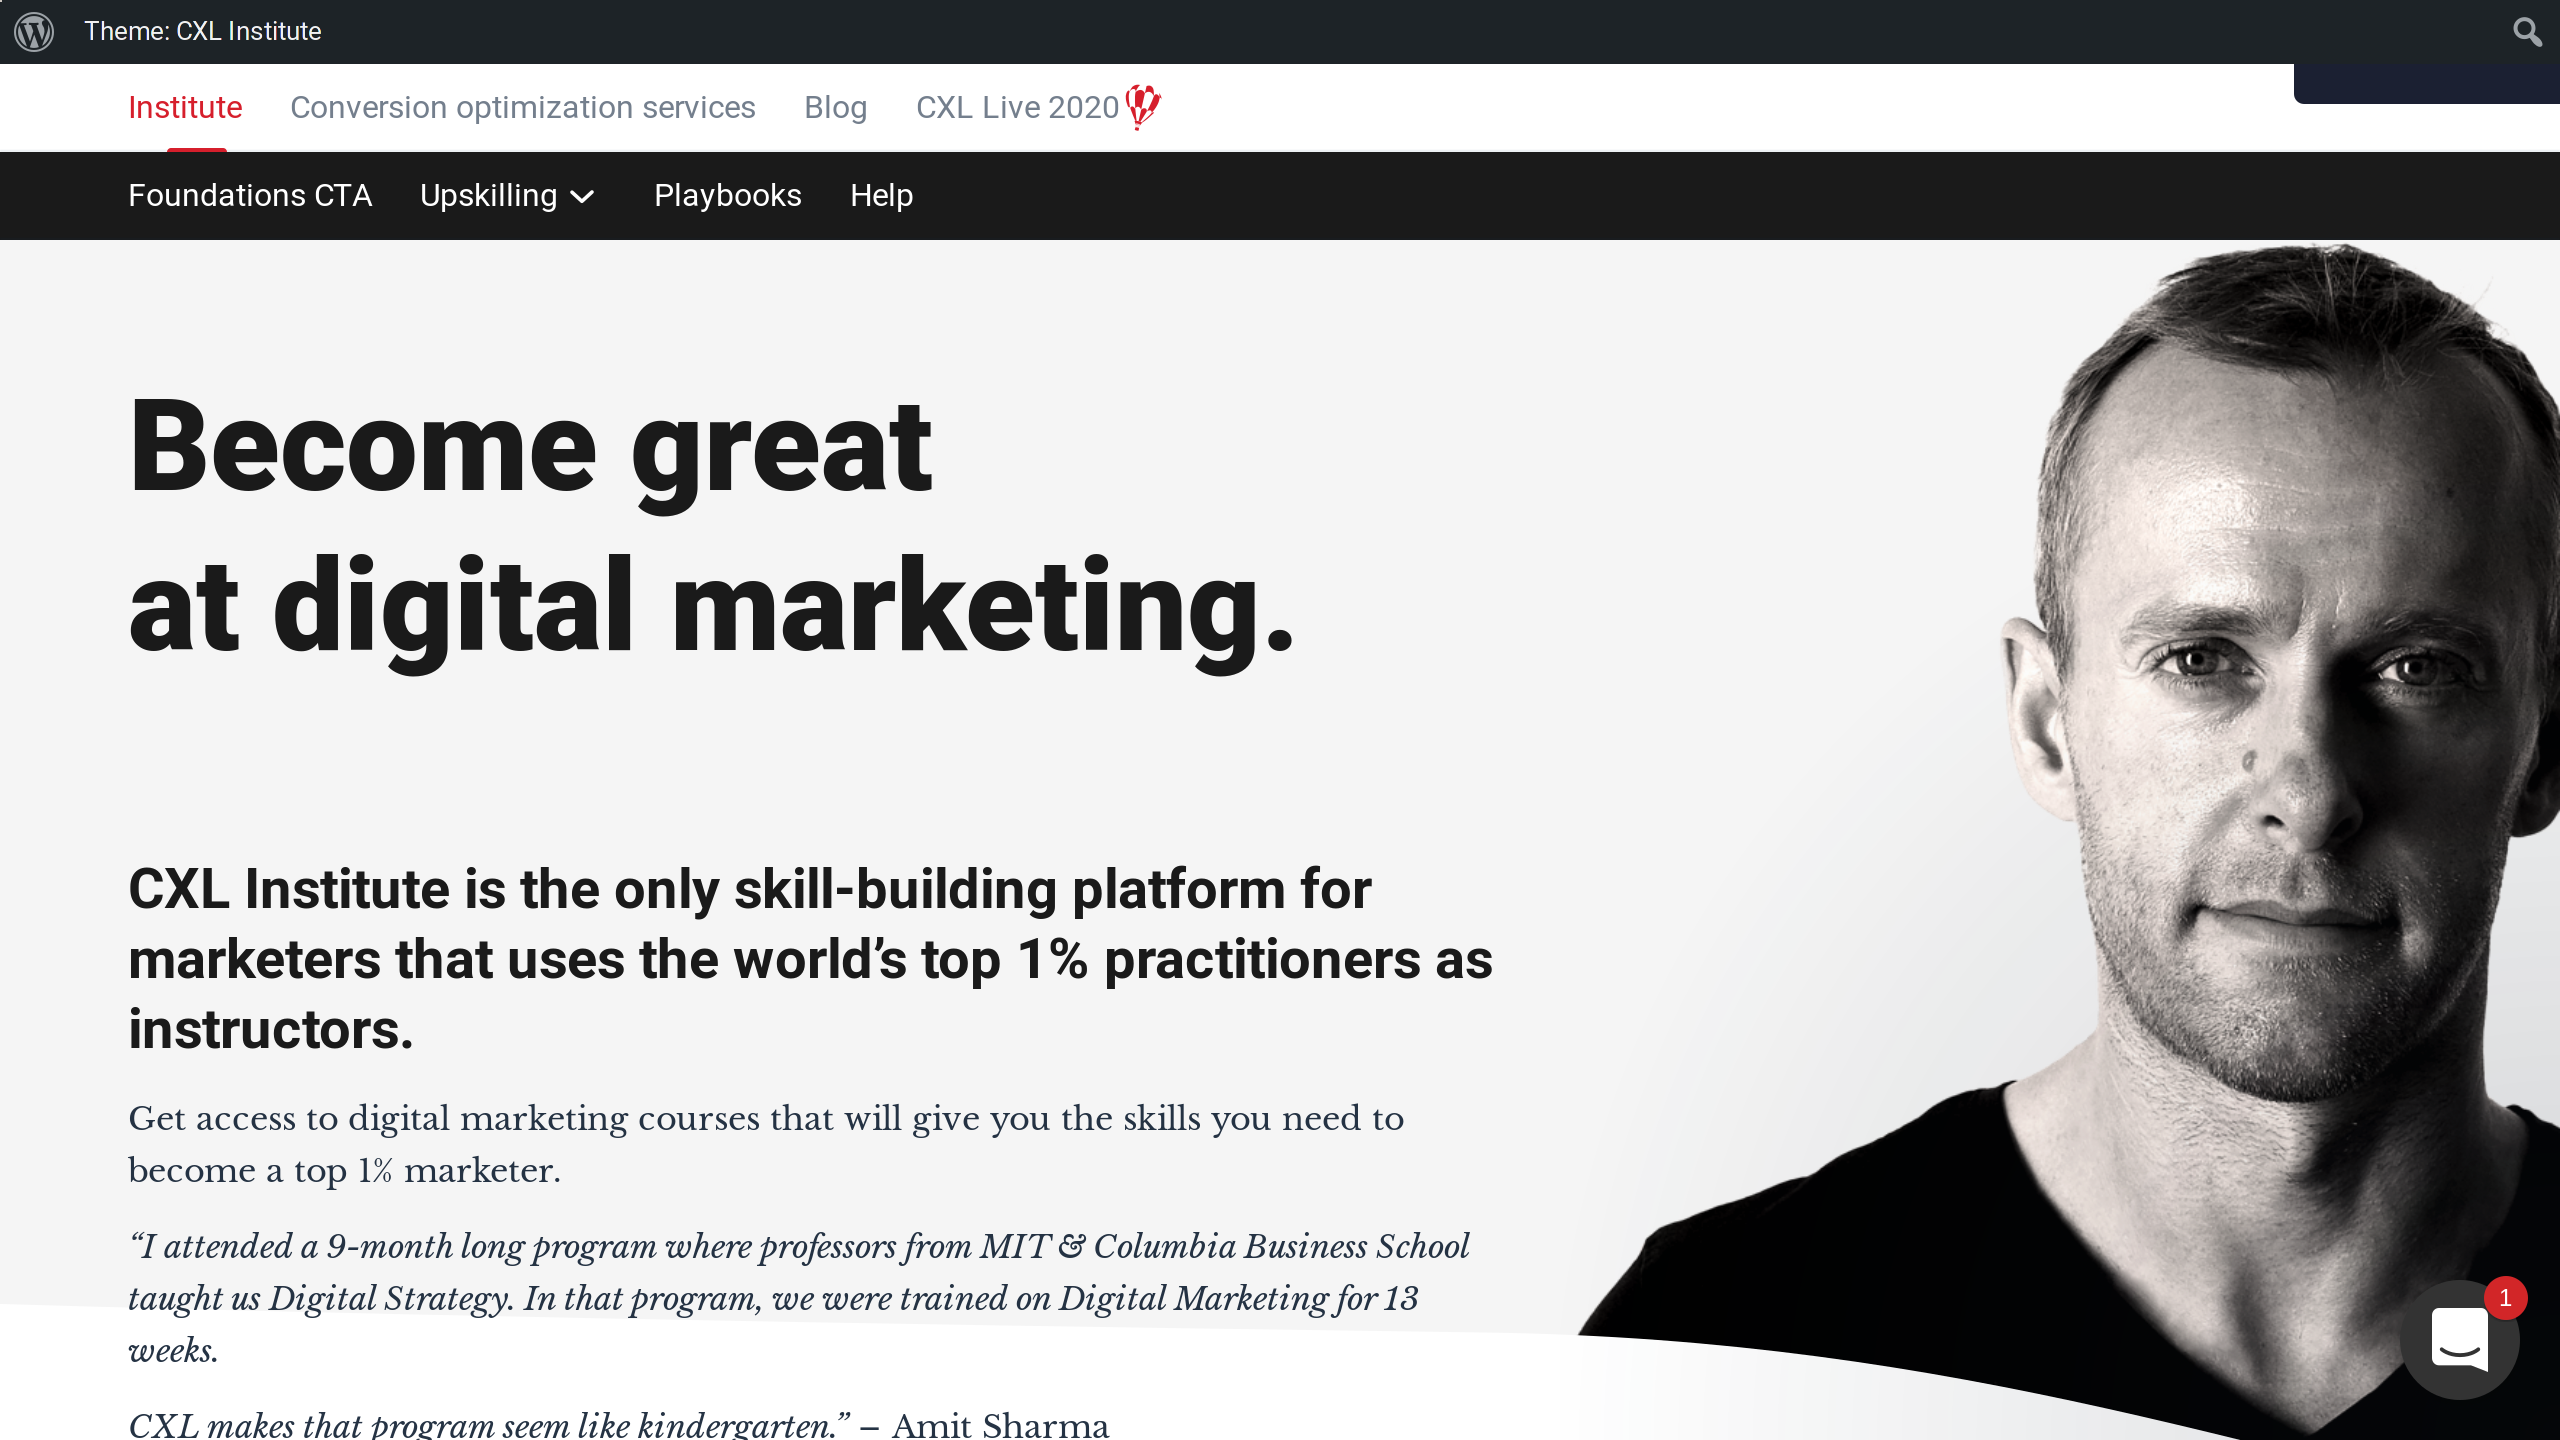 Theme: CXL Institute
Institute Conversion optimization services Blog CXL Live 2020
Foundations CTA Upskilling Playbooks Help
Become great
at digital marketing.
CXL Institute is the only skill-building platform for
marketers that uses the world’s top 1% practitioners as
instructors.
Get access to digital marketing courses that will give you the skills you need to
become a top 1% marketer.
“I attended a 9-month long program where professors from MIT & Columbia Business School
taught us Digital Strategy. In that program, we were trained on Digital Marketing for 13
weeks.
CXL makes that program seem like kindergarten.” – Amit Sharma
1